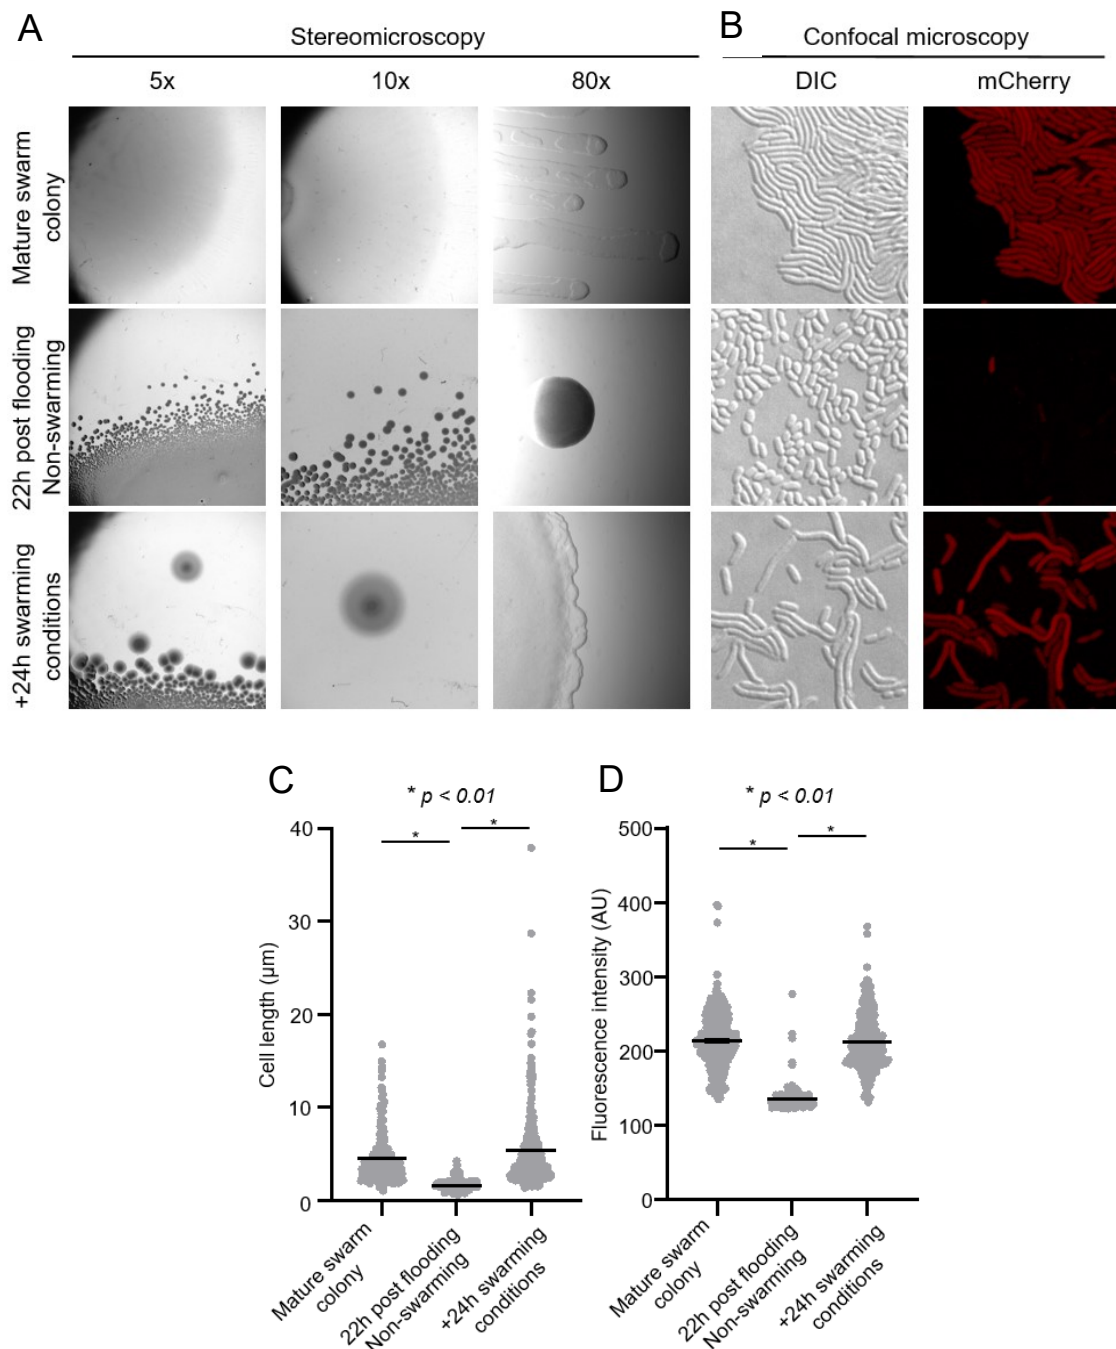 A
Stereomicroscopy
5x
10x
80x
B
Confocal microscopy
DIC
mCherry
Mature swarm
colony
22h post flooding
Non-swarming
+24h swarming
conditions
C
* p < 0.01
*
*
Cell length (μm)
40
30
20
10
0
Mature swarm
colony
22h post flooding
Non-swarming
+24h swarming
conditions
D
* p < 0.01
*
*
Fluorescence intensity (AU)
500
400
300
200
100
0
Mature swarm
colony
22h post flooding
Non-swarming
+24h swarming
conditions